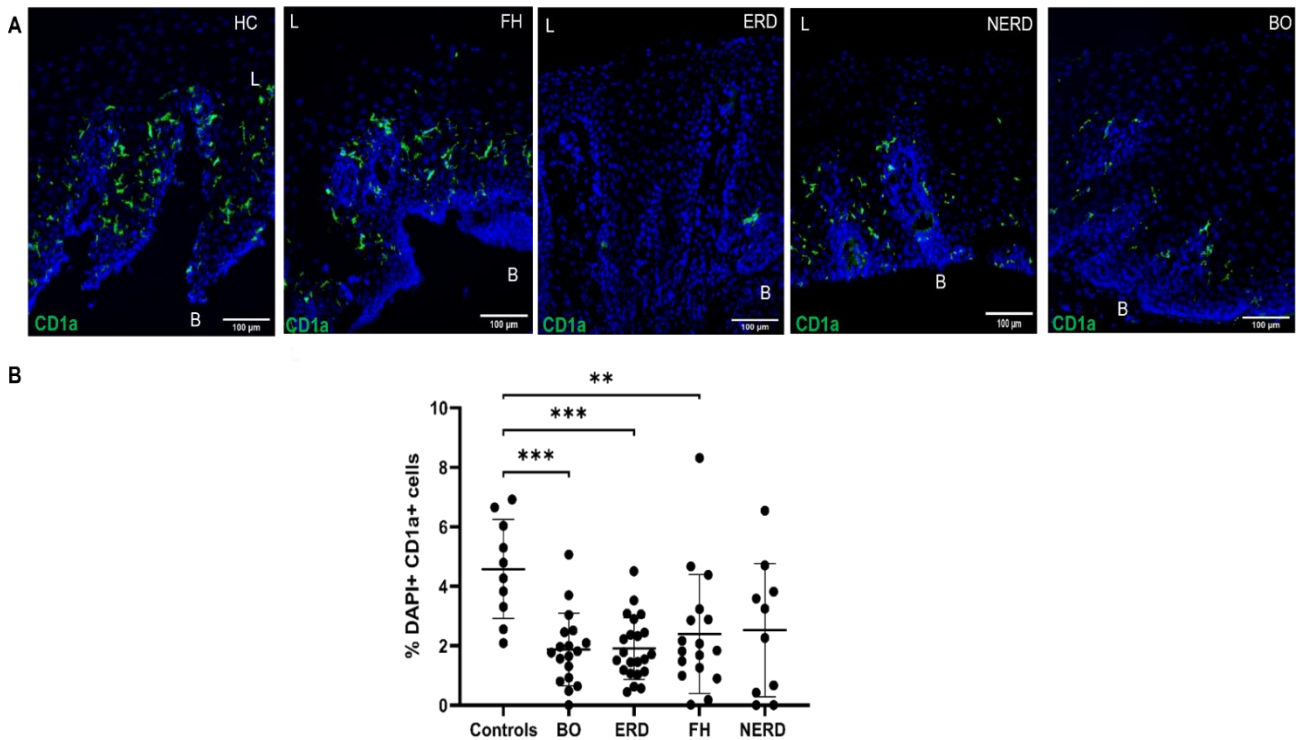 A
HC
L
B
CD1a
100 µm
L
FH
B
CD1a
100 µm
L
ERD
B
CD1a
100 µm
L
NERD
B
CD1a
100 µm
BO
B
CD1a
100 µm
B
**
***
***
% DAPI+ CD1a+ cells
10
8
6
4
2
0
Controls BO ERD FH NERD